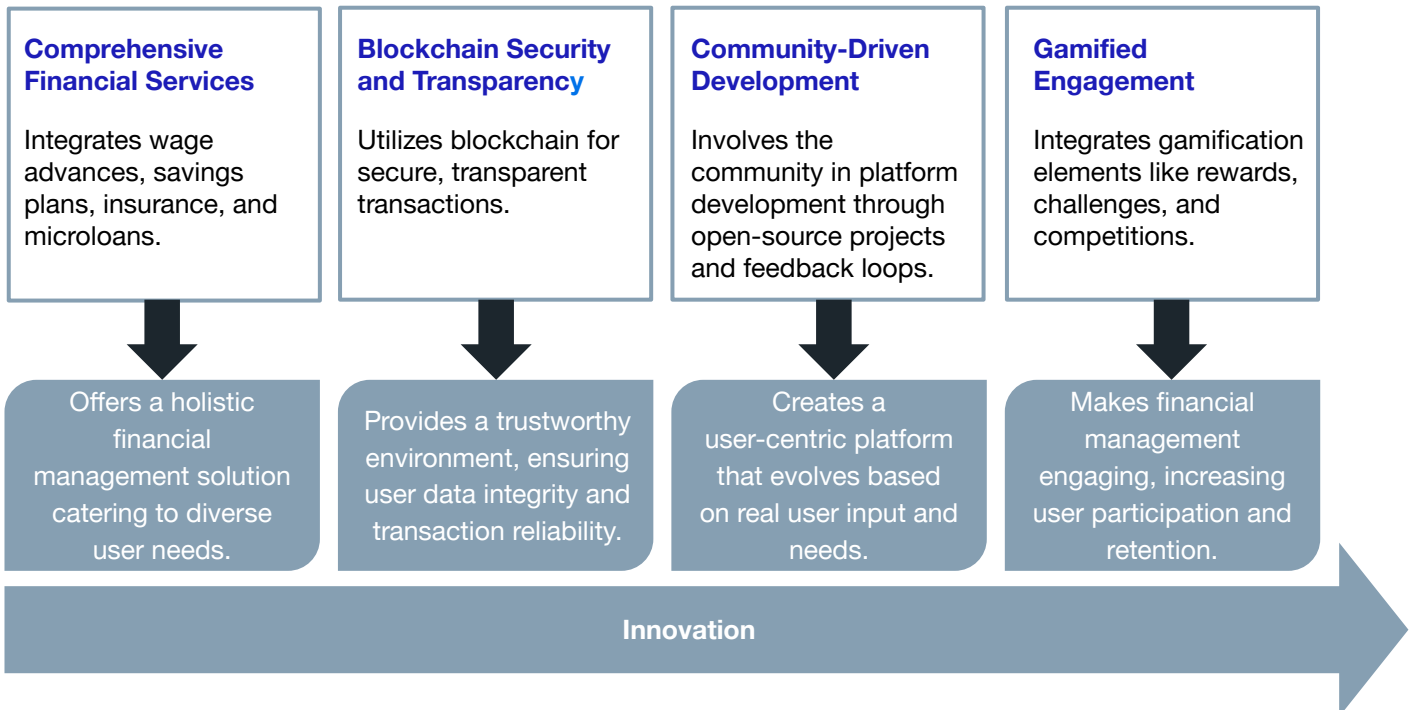 Comprehensive
Financial Services
Integrates wage
advances, savings
plans, insurance, and
microloans.
Blockchain Security
and Transparency
Utilizes blockchain for
secure, transparent
transactions.
Community-Driven
Development
Involves the
community in platform
development through
open-source projects
and feedback loops.
Gamified
Engagement
Integrates gamification
elements like rewards,
challenges, and
competitions.
Offers a holistic
financial
management solution
catering to diverse
user needs.
Provides a trustworthy
environment, ensuring
user data integrity and
transaction reliability.
Creates a
user-centric platform
that evolves based
on real user input and
needs.
Makes financial
management
engaging, increasing
user participation and
retention.
Innovation